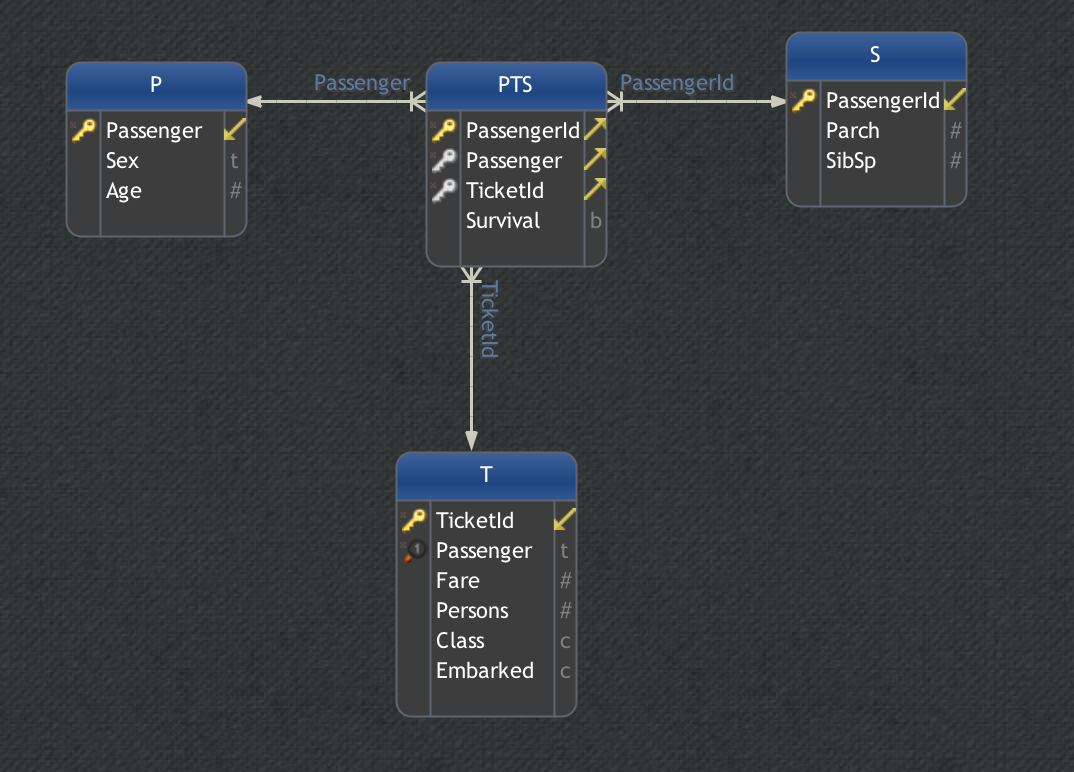 P
Passenger
Sex t
Age #
Passenger
PTS
PassengerId
Passenger
TicketId
Survival b
PassengerId
S
PassengerId
Parch #
SibSp #
TicketId
T
TicketId
1 Passenger t
Fare #
Persons #
Class c
Embarked c